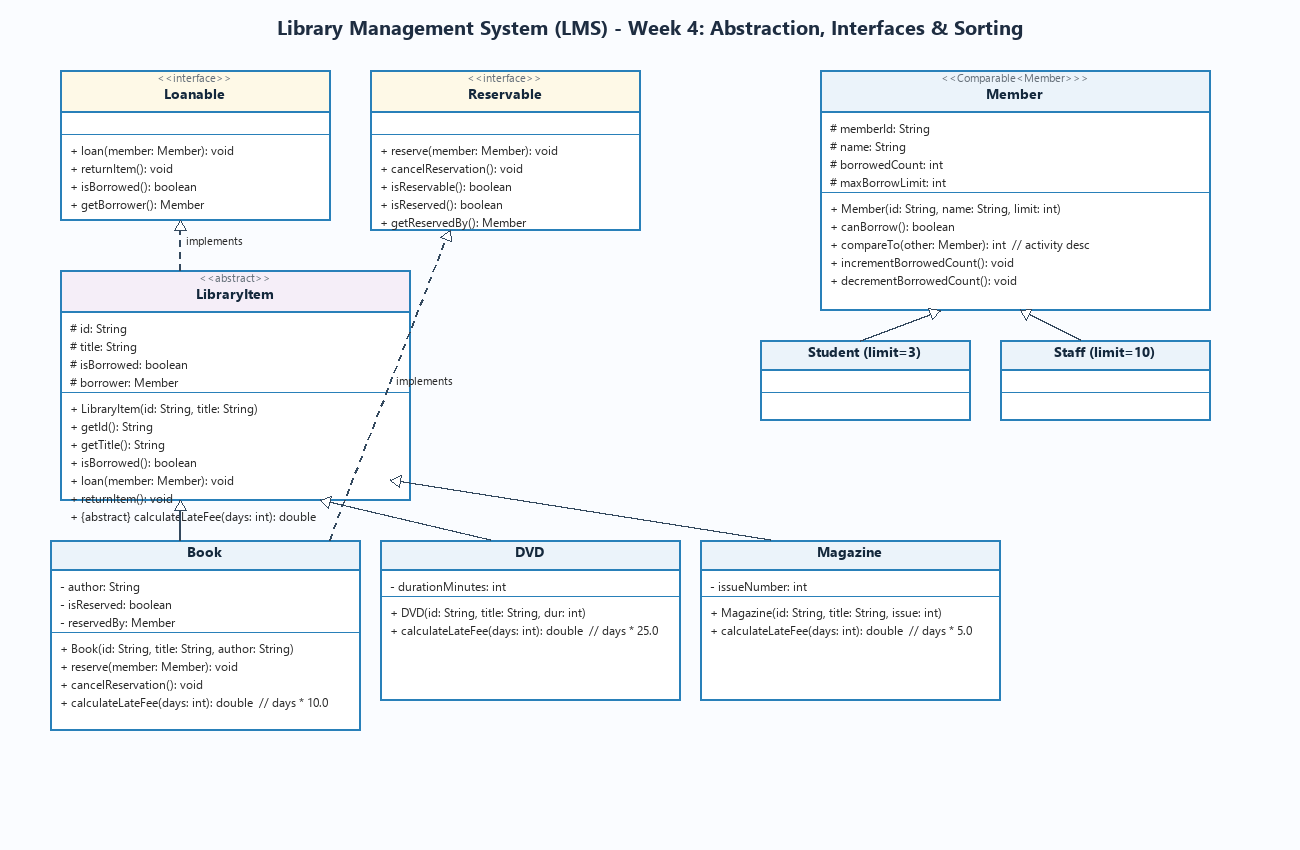 Library Management System (LMS) - Week 4: Abstraction, Interfaces & Sorting
<<interface>>
Loanable
+ loan(member: Member): void
+ returnItem(): void
+ isBorrowed(): boolean
+ getBorrower(): Member
<<interface>>
Reservable
+ reserve(member: Member): void
+ cancelReservation(): void
+ isReservable(): boolean
+ isReserved(): boolean
+ getReservedBy(): Member
<<Comparable<Member>>>
Member
# memberId: String
# name: String
# borrowedCount: int
# maxBorrowLimit: int
+ Member(id: String, name: String, limit: int)
+ canBorrow(): boolean
+ compareTo(other: Member): int  // activity desc
+ incrementBorrowedCount(): void
+ decrementBorrowedCount(): void
implements
<<abstract>>
LibraryItem
# id: String
# title: String
# isBorrowed: boolean
# borrower: Member
+ LibraryItem(id: String, title: String)
+ getId(): String
+ getTitle(): String
+ isBorrowed(): boolean
+ loan(member: Member): void
+ returnItem(): void
+ {abstract} calculateLateFee(days: int): double
implements
Student (limit=3)
Staff (limit=10)
Book
- author: String
- isReserved: boolean
- reservedBy: Member
+ Book(id: String, title: String, author: String)
+ reserve(member: Member): void
+ cancelReservation(): void
+ calculateLateFee(days: int): double  // days * 10.0
DVD
- durationMinutes: int
+ DVD(id: String, title: String, dur: int)
+ calculateLateFee(days: int): double  // days * 25.0
Magazine
- issueNumber: int
+ Magazine(id: String, title: String, issue: int)
+ calculateLateFee(days: int): double  // days * 5.0